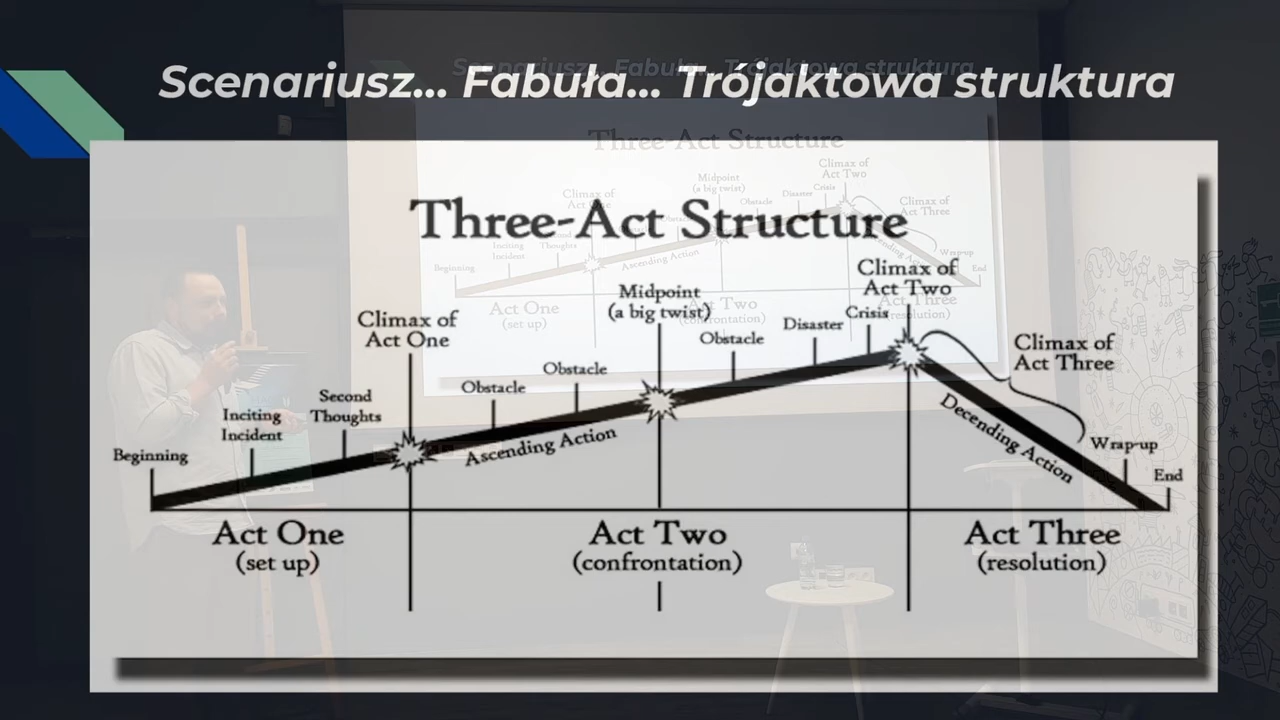 Scenariusz... Fabuła... Trójaktowa struktura
Three-Act Structure
Climax of
Act Two
Midpoint
(a big twist)
Climax of
Act One
Crisis
Disaster
Obstacle
Climax of
Act Three
Obstacle
Obstacle
Second
Thoughts
Inciting
Incident
Beginning
Ascending Action
Decending Action
Wrap-up
End
Act One
(set up)
Act Two
(confrontation)
Act Three
(resolution)